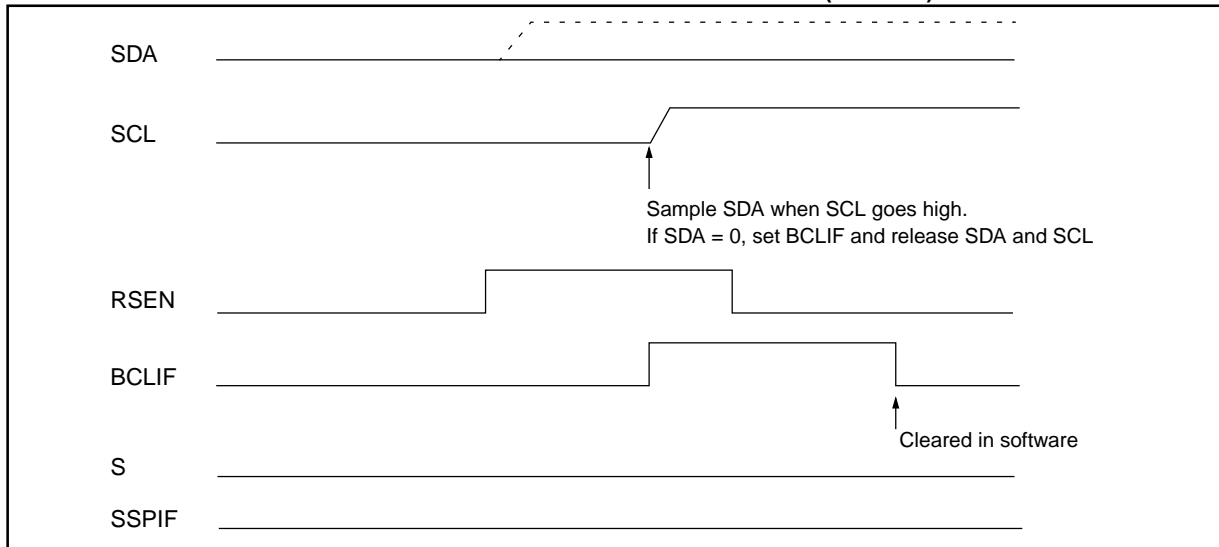 SDA
SCL
Sample SDA when SCL goes high.
If SDA = 0, set BCLIF and release SDA and SCL
RSEN
BCLIF
Cleared in software
S
SSPIF